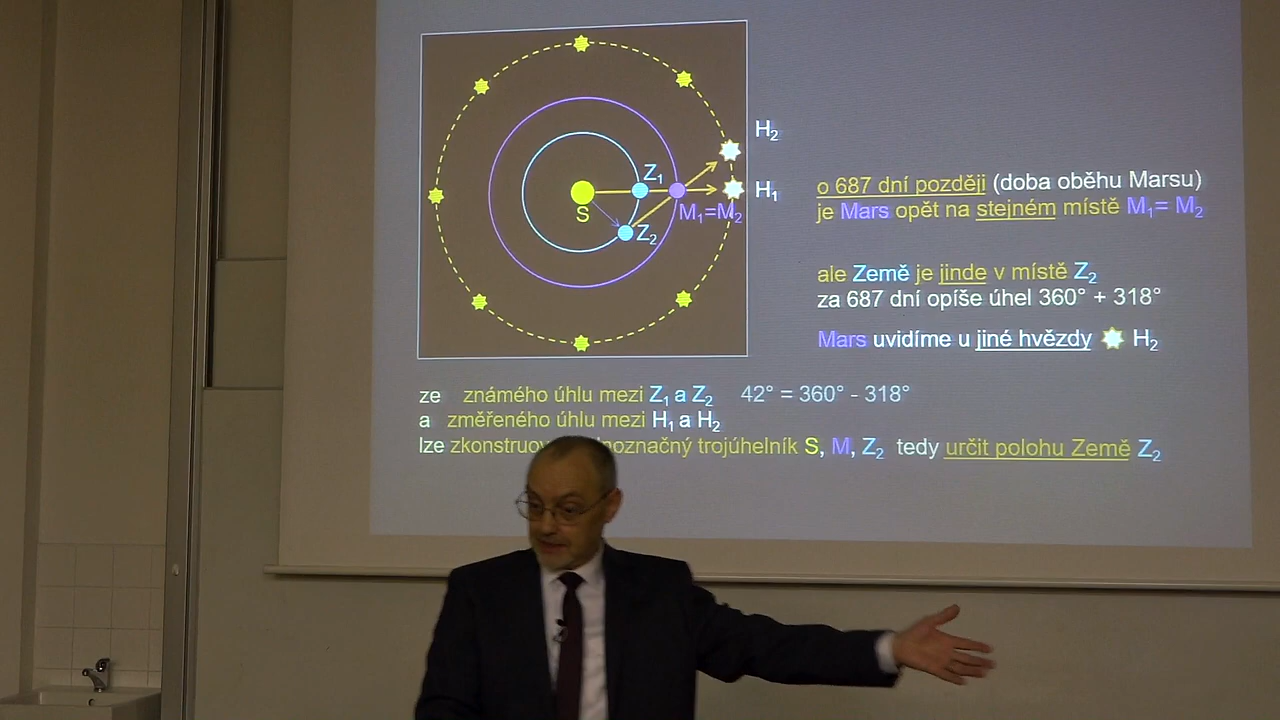 H₂
H₁
Z₁
S
M₁=M₂
Z₂
o 687 dní později (doba oběhu Marsu)
je Mars opět na stejném místě M₁= M₂
ale Země je jinde v místě Z₂
za 687 dní opíše úhel 360° + 318°
Mars uvidíme u jiné hvězdy H₂
ze známého úhlu mezi Z₁ a Z₂ 42° = 360° - 318°
a změřeného úhlu mezi H₁ a H₂
lze trojúhelník S, M, Z₂ tedy určit polohu Země Z₂